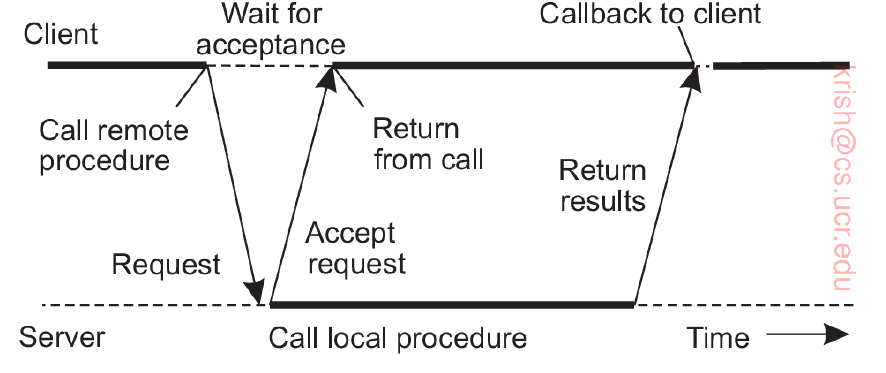 Client
Wait for
acceptance
Callback to client
Call remote
procedure
Return
from call
Return
results
Request
Accept
request
Server
Call local procedure
Time
krish@cs.ucr.edu